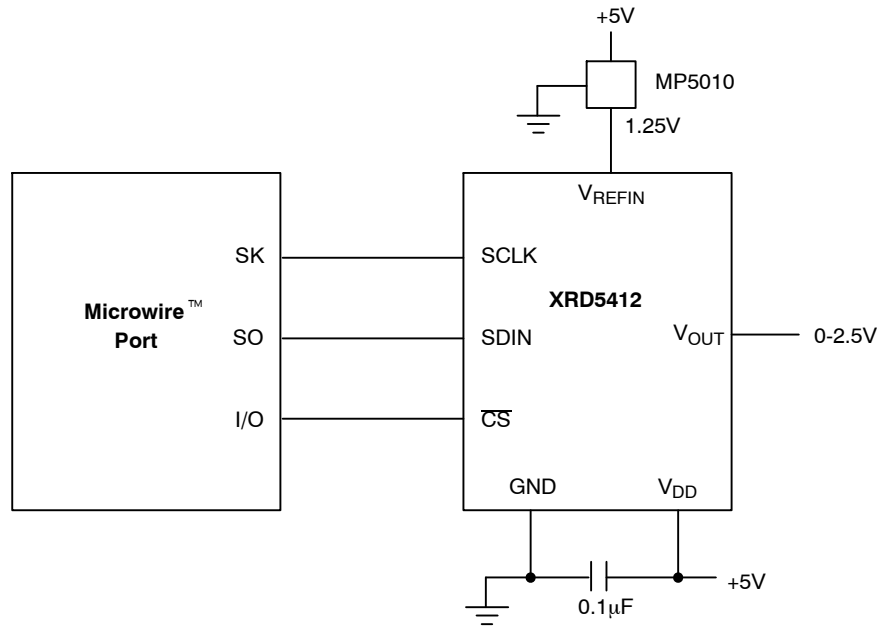 +5V
MP5010
1.25V
VREFIN
SK
SCLK
XRD5412
Microwire™
Port
SO
SDIN
VOUT
0-2.5V
I/O
CS
GND
VDD
+5V
0.1µF